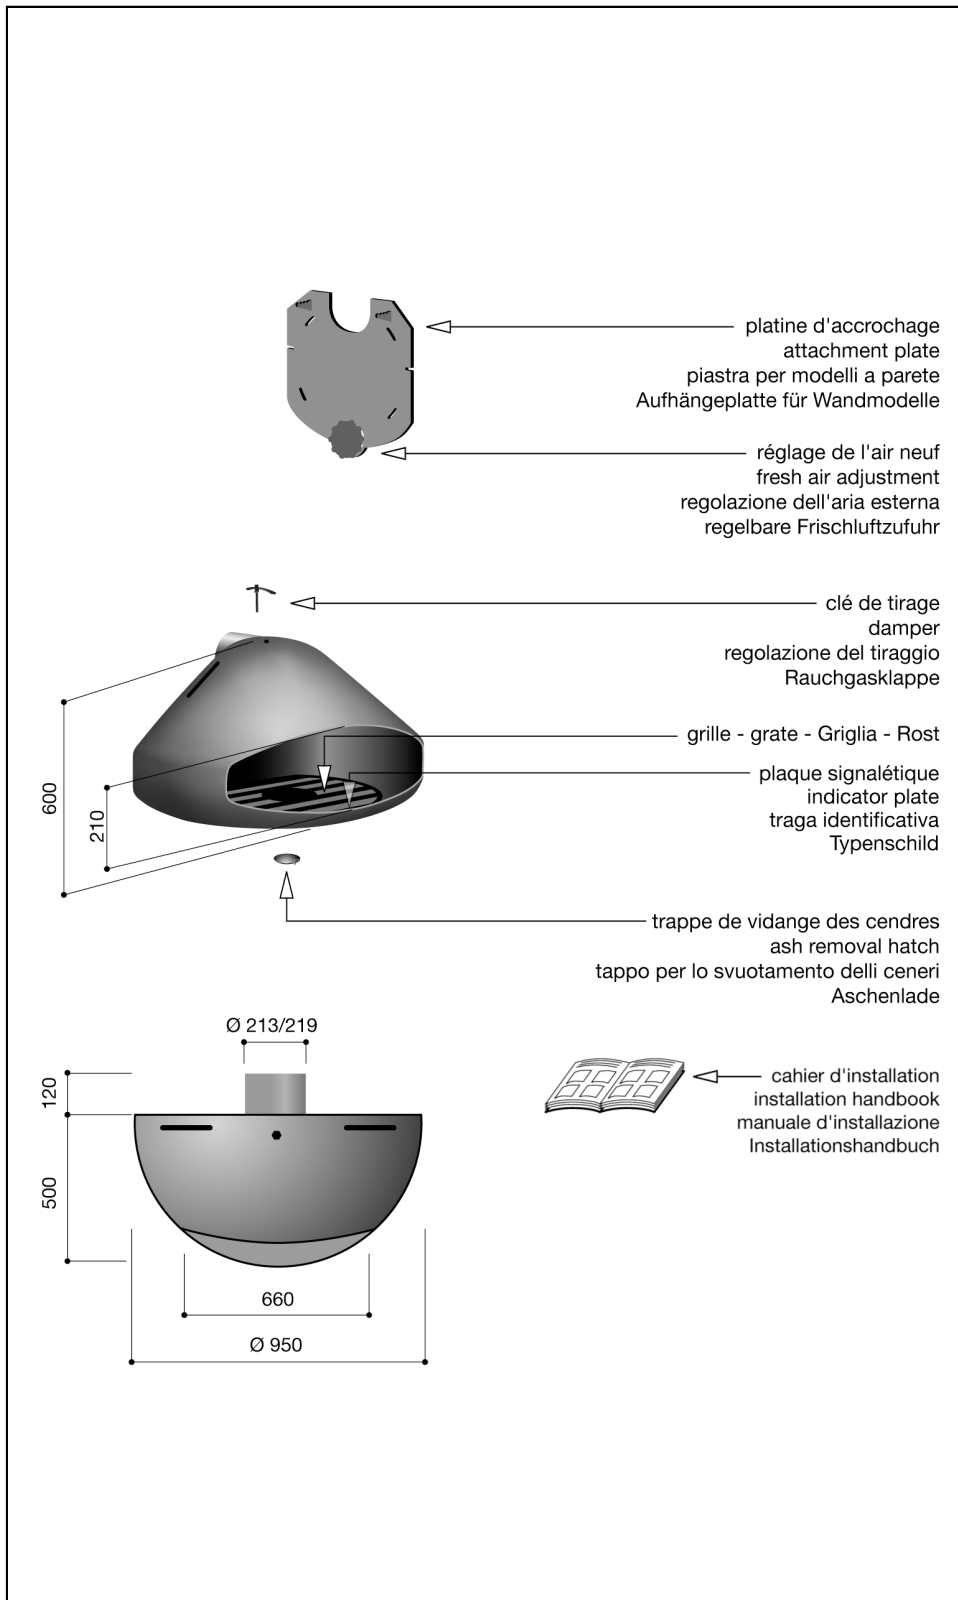 platine d'accrochage
attachment plate
piastra per modelli a parete
Aufhängeplatte für Wandmodelle
réglage de l'air neuf
fresh air adjustment
regolazione dell'aria esterna
regelbare Frischluftzufuhr
clé de tirage
damper
regolazione del tiraggio
Rauchgasklappe
grille - grate - Griglia - Rost
plaque signalétique
indicator plate
traga identificativa
Typenschild
600
210
trappe de vidange des cendres
ash removal hatch
tappo per lo svuotamento delli ceneri
Aschenlade
Ø 213/219
120
500
660
Ø 950
cahier d'installation
installation handbook
manuale d'installazione
Installationshandbuch